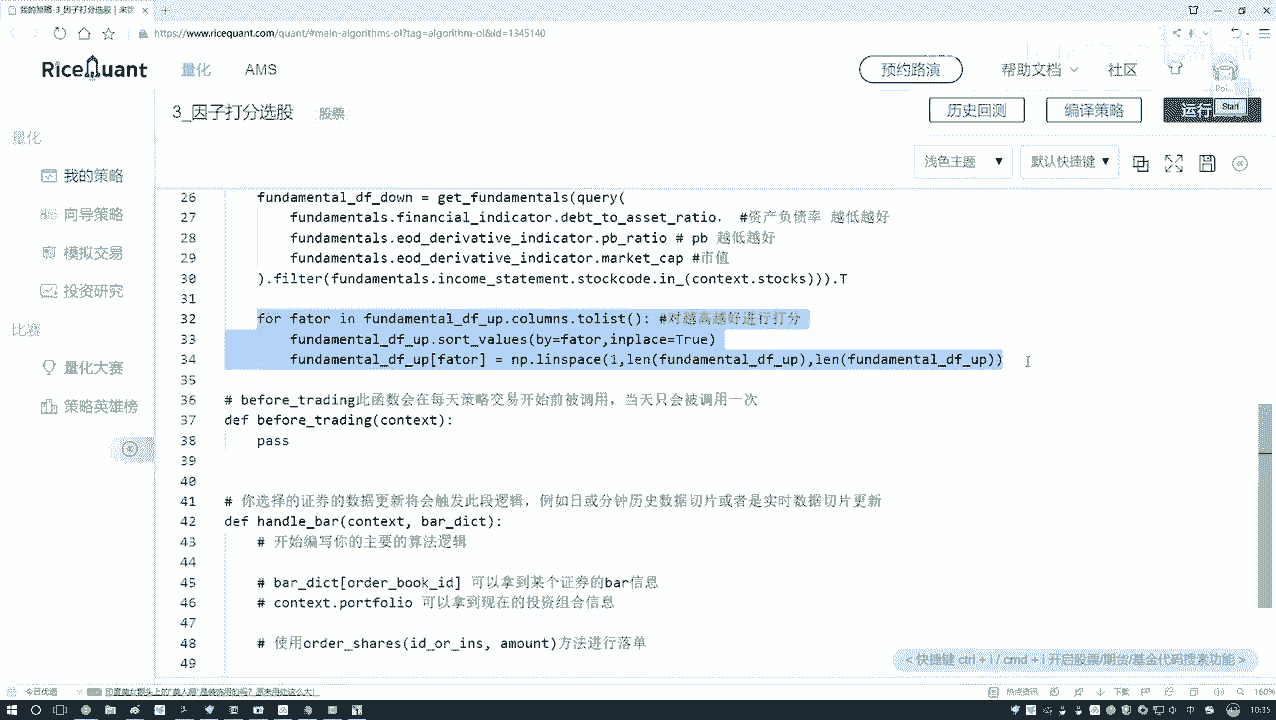 我的策略-3_因子打分选股
https://www.ricequant.com/quant/#main-algorithms-ol?tag=algorithm-ol&id=1345140
RiceQuant 量化 AMS 预约路演 帮助文档 社区
Poi...
3_因子打分选股 股票 历史回测 编译策略 运行 Start
量化
浅色主题 ▼ 默认快捷键 ▼
我的策略
向导策略
模拟交易
投资研究
比赛
量化大赛
策略英雄榜
26 fundamental_df_down = get_fundamentals(query(
27 fundamentals.financial_indicator.debt_to_asset_ratio, #资产负债率 越低越好
28 fundamentals.eod_derivative_indicator.pb_ratio # pb 越低越好
29 fundamentals.eod_derivative_indicator.market_cap #市值
30 ).filter(fundamentals.income_statement.stockcode.in_(context.stocks))).T
31
32 for fator in fundamental_df_up.columns.tolist(): #对越高越好进行打分
33 fundamental_df_up.sort_values(by=fator,inplace=True)
34 fundamental_df_up[fator] = np.linspace(1,len(fundamental_df_up),len(fundamental_df_up))
35
36 # before_trading此函数会在每天策略交易开始前被调用，当天只会被调用一次
37 def before_trading(context):
38 pass
39
40
41 # 你选择的证券的数据更新将会触发此段逻辑，例如日或分钟历史数据切片或者是实时数据切片更新
42 def handle_bar(context, bar_dict):
43 # 开始编写你的主要的算法逻辑
44
45 # bar_dict[order_book_id] 可以拿到某个证券的bar信息
46 # context.portfolio 可以拿到现在的投资组合信息
47
48 # 使用order_shares(id_or_ins, amount)方法进行落单
49
< 快捷键 ctrl + i / cmd + i 开启股票/期货/基金代码搜索功能 >
今日优选 热点资讯 下载 160%
中 10:35